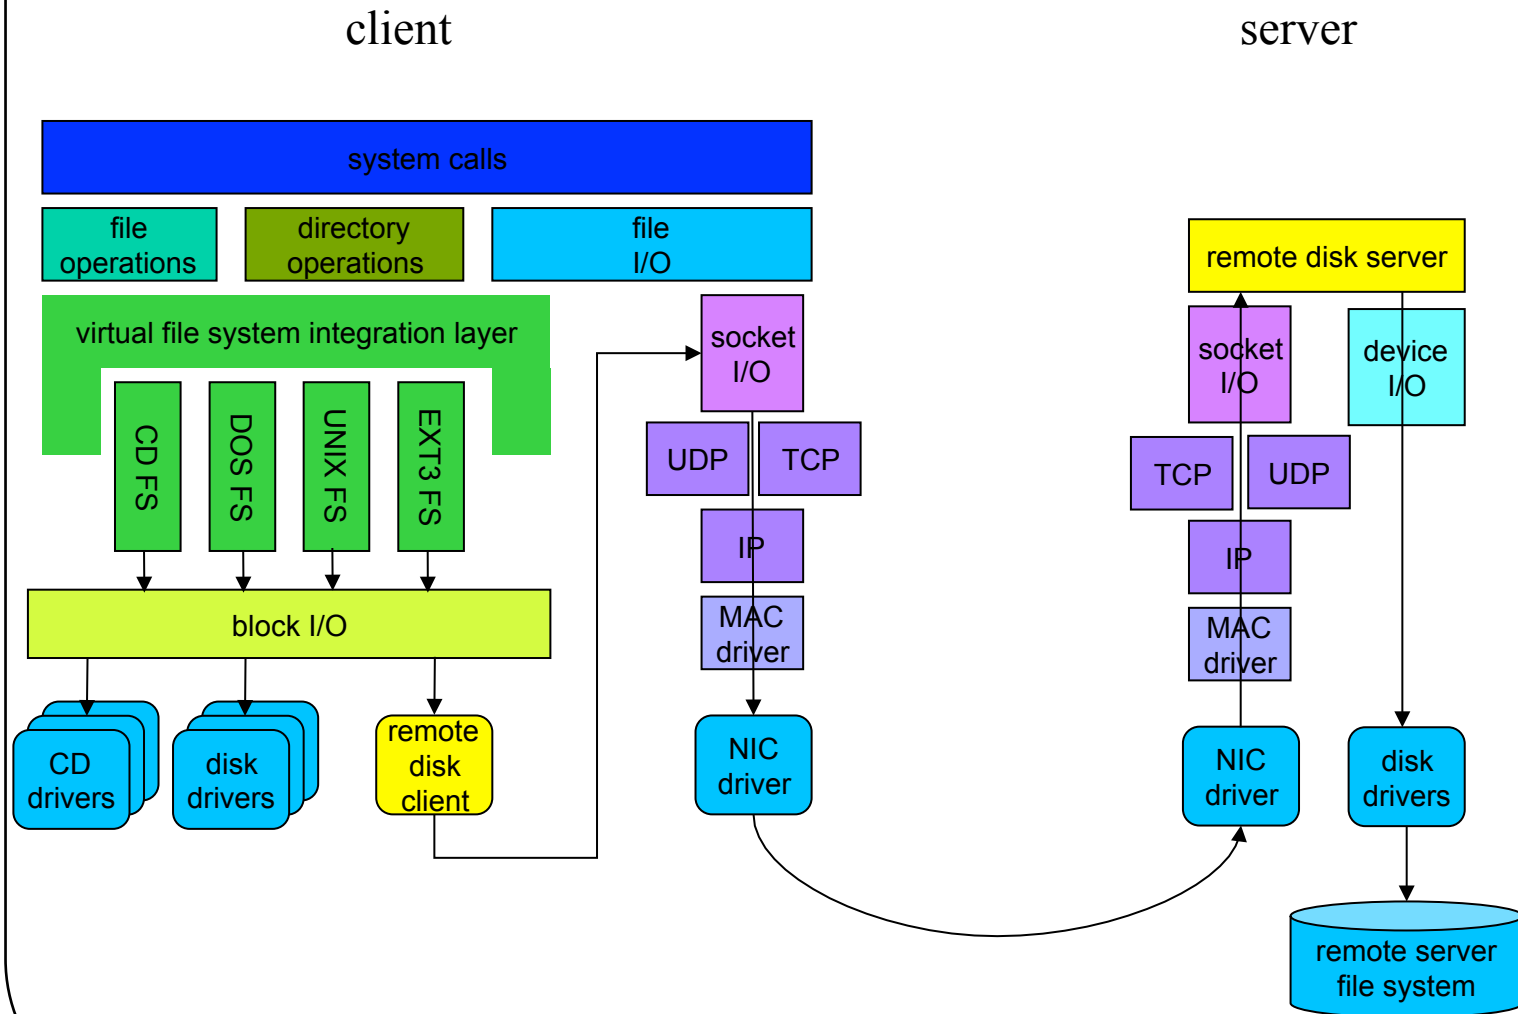 client
server
system calls
file
operations
directory
operations
file
I/O
virtual file system integration layer
CD FS
DOS FS
UNIX FS
EXT3 FS
block I/O
CD
drivers
disk
drivers
remote
disk
client
socket
I/O
UDP
TCP
IP
MAC
driver
NIC
driver
remote disk server
socket
I/O
device
I/O
TCP
UDP
IP
MAC
driver
NIC
driver
disk
drivers
remote server
file system